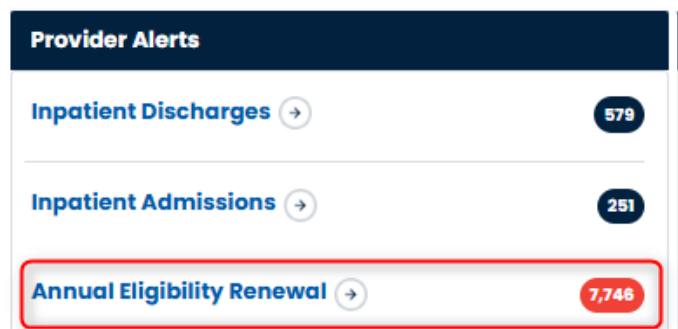 Provider Alerts
Inpatient Discharges 579
Inpatient Admissions 251
Annual Eligibility Renewal 7,746